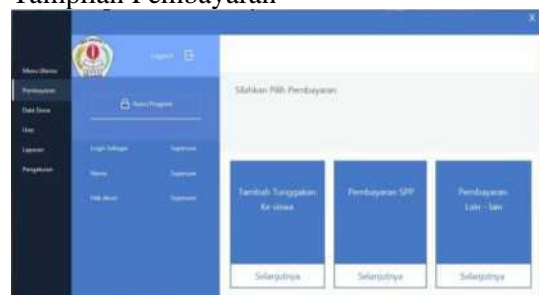 Tampilan Pembayaran
X
Logout
Menu Utama
Pembayaran
Data Siswa
User
Laporan
Pengaturan
Kunci Program
Login Sebagai Superuser
Nama Superuser
Hak Akses Superuser
Silahkan Pilih Pembayaran
Tambah Tunggakan
Ke siswa
Selanjutnya
Pembayaran SPP
Selanjutnya
Pembayaran
Lain - lain
Selanjutnya